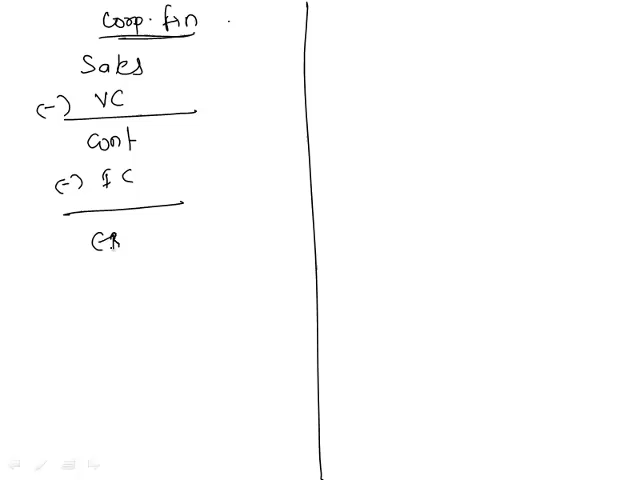 Corp. fin
Sales
(-) VC
Cont
(-) FC